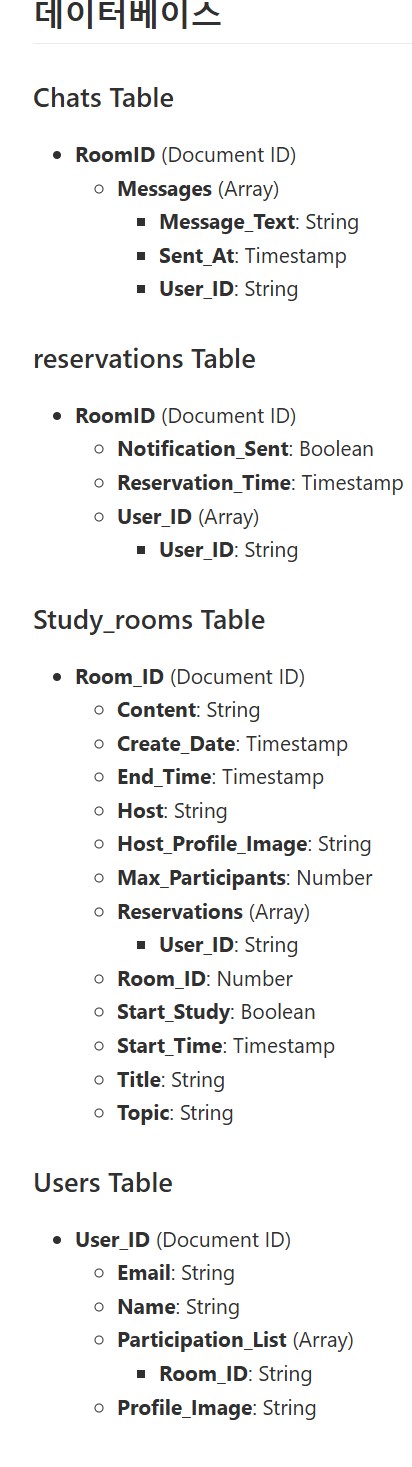 데이터베이스
Chats Table
RoomID (Document ID)
Messages (Array)
Message_Text: String
Sent_At: Timestamp
User_ID: String
reservations Table
RoomID (Document ID)
Notification_Sent: Boolean
Reservation_Time: Timestamp
User_ID (Array)
User_ID: String
Study_rooms Table
Room_ID (Document ID)
Content: String
Create_Date: Timestamp
End_Time: Timestamp
Host: String
Host_Profile_Image: String
Max_Participants: Number
Reservations (Array)
User_ID: String
Room_ID: Number
Start_Study: Boolean
Start_Time: Timestamp
Title: String
Topic: String
Users Table
User_ID (Document ID)
Email: String
Name: String
Participation_List (Array)
Room_ID: String
Profile_Image: String